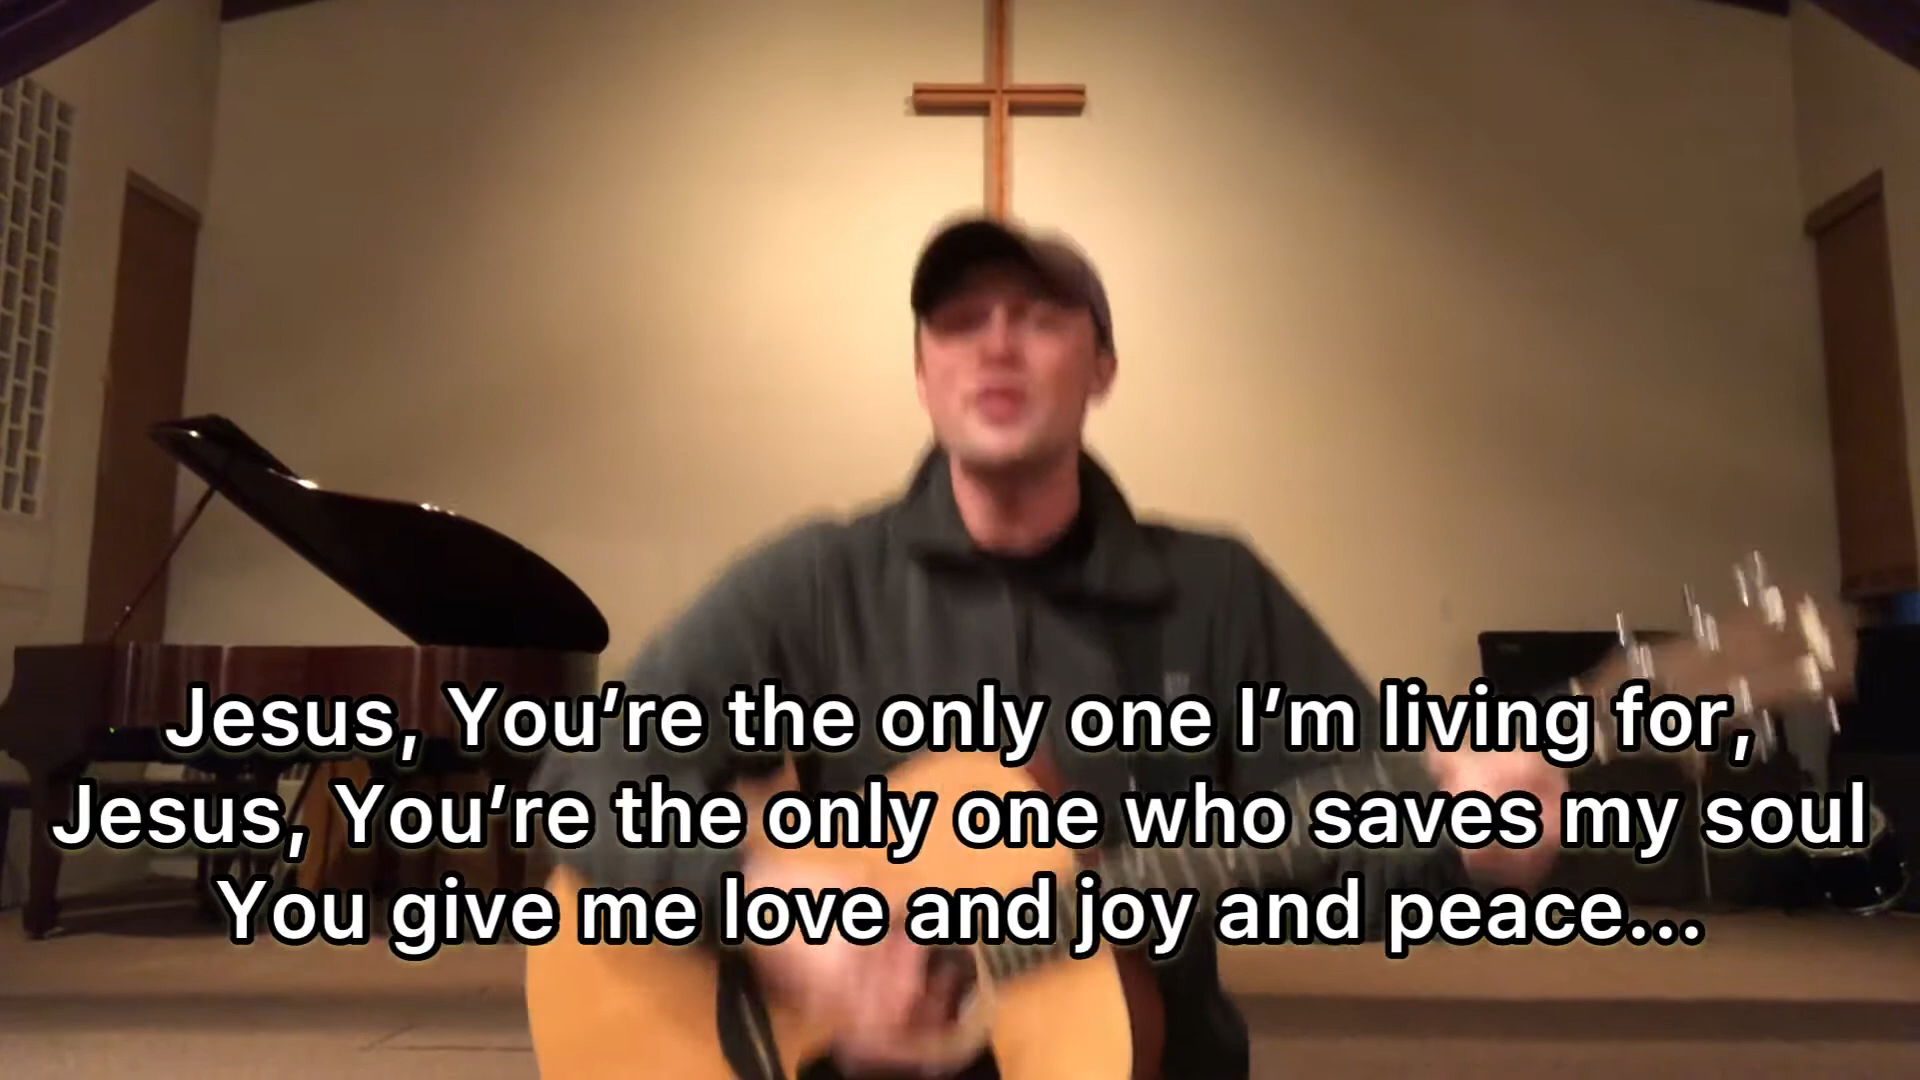 Jesus, You’re the only one I’m living for,
Jesus, You’re the only one who saves my soul
You give me love and joy and peace...